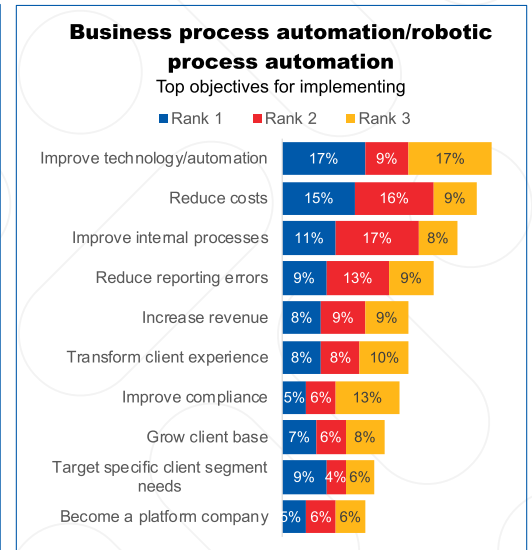 Business process automation/robotic
process automation
Top objectives for implementing
Rank 1 Rank 2 Rank 3
Improve technology/automation 17% 9% 17%
Reduce costs 15% 16% 9%
Improve internal processes 11% 17% 8%
Reduce reporting errors 9% 13% 9%
Increase revenue 8% 9% 9%
Transform client experience 8% 8% 10%
Improve compliance 5% 6% 13%
Grow client base 7% 6% 8%
Target specific client segment
needs 9% 4% 6%
Become a platform company 5% 6% 6%